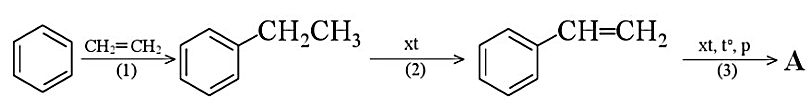 CH₂=CH₂
(1)
CH₂CH₃
xt
(2)
CH=CH₂
xt, t°, p
(3)
A